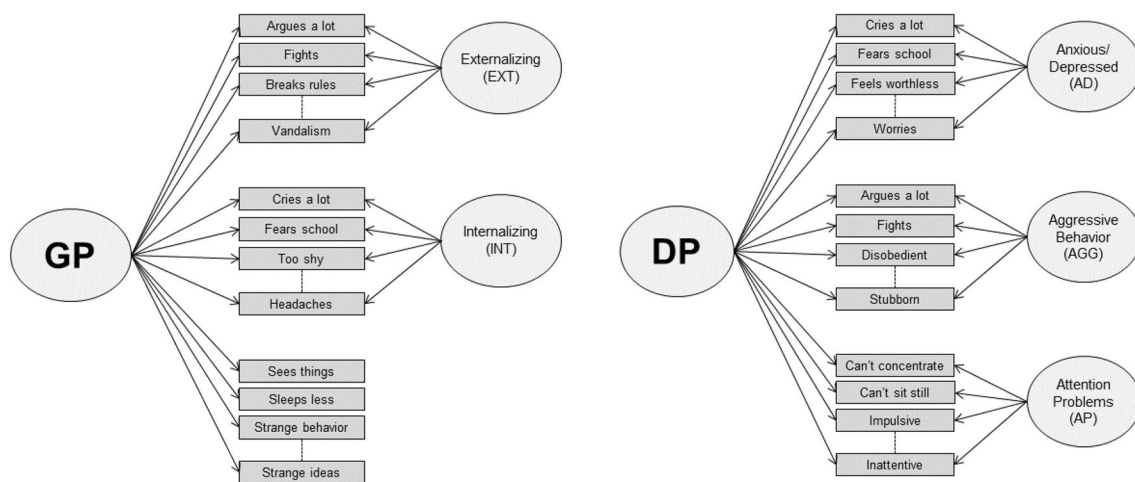 Argues a lot
Fights
Breaks rules
Vandalism
Externalizing
(EXT)
GP
Cries a lot
Fears school
Too shy
Headaches
Internalizing
(INT)
Sees things
Sleeps less
Strange behavior
Strange ideas
Cries a lot
Fears school
Feels worthless
Worries
Anxious/
Depressed
(AD)
DP
Argues a lot
Fights
Disobedient
Stubborn
Aggressive
Behavior
(AGG)
Can't concentrate
Can't sit still
Impulsive
Inattentive
Attention
Problems
(AP)